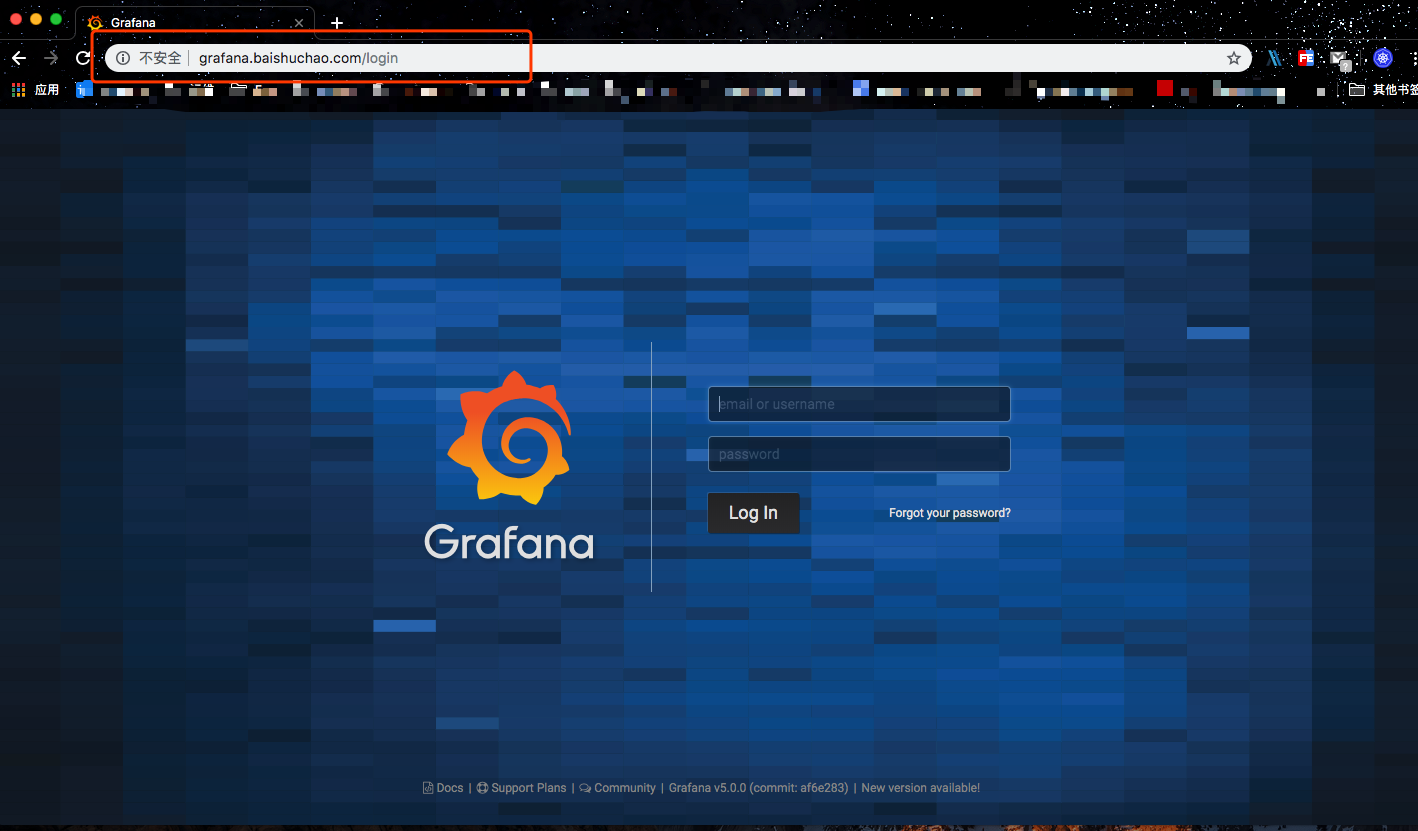 Grafana
不安全 grafana.baishuchao.com/login
应用
其他书签
email or username
password
Log In Forgot your password?
Grafana
Docs | Support Plans | Community | Grafana v5.0.0 (commit: af6e283) | New version available!